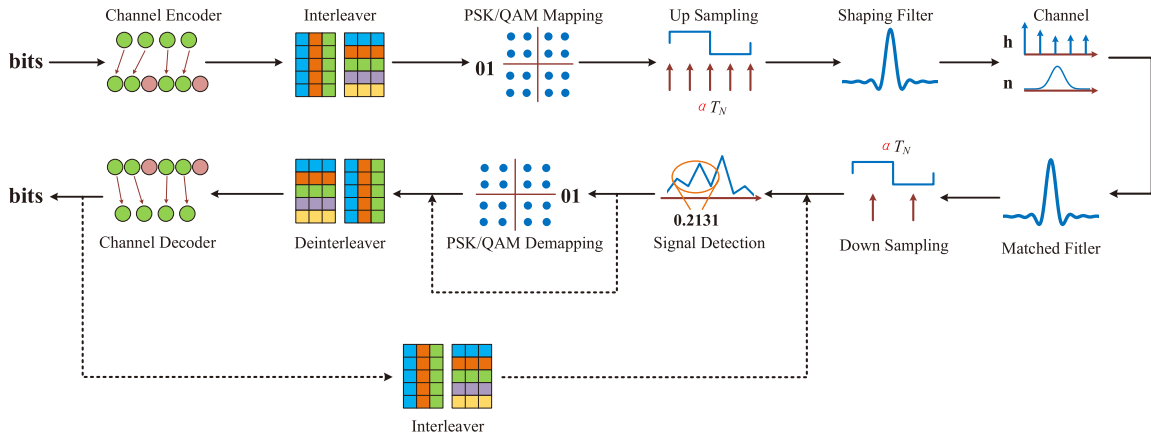 Channel Encoder
Interleaver
PSK/QAM Mapping
Up Sampling
Shaping Filter
Channel
bits
01
h
n
α T_N
α T_N
bits
01
0.2131
Channel Decoder
Deinterleaver
PSK/QAM Demapping
Signal Detection
Down Sampling
Matched Fitler
Interleaver